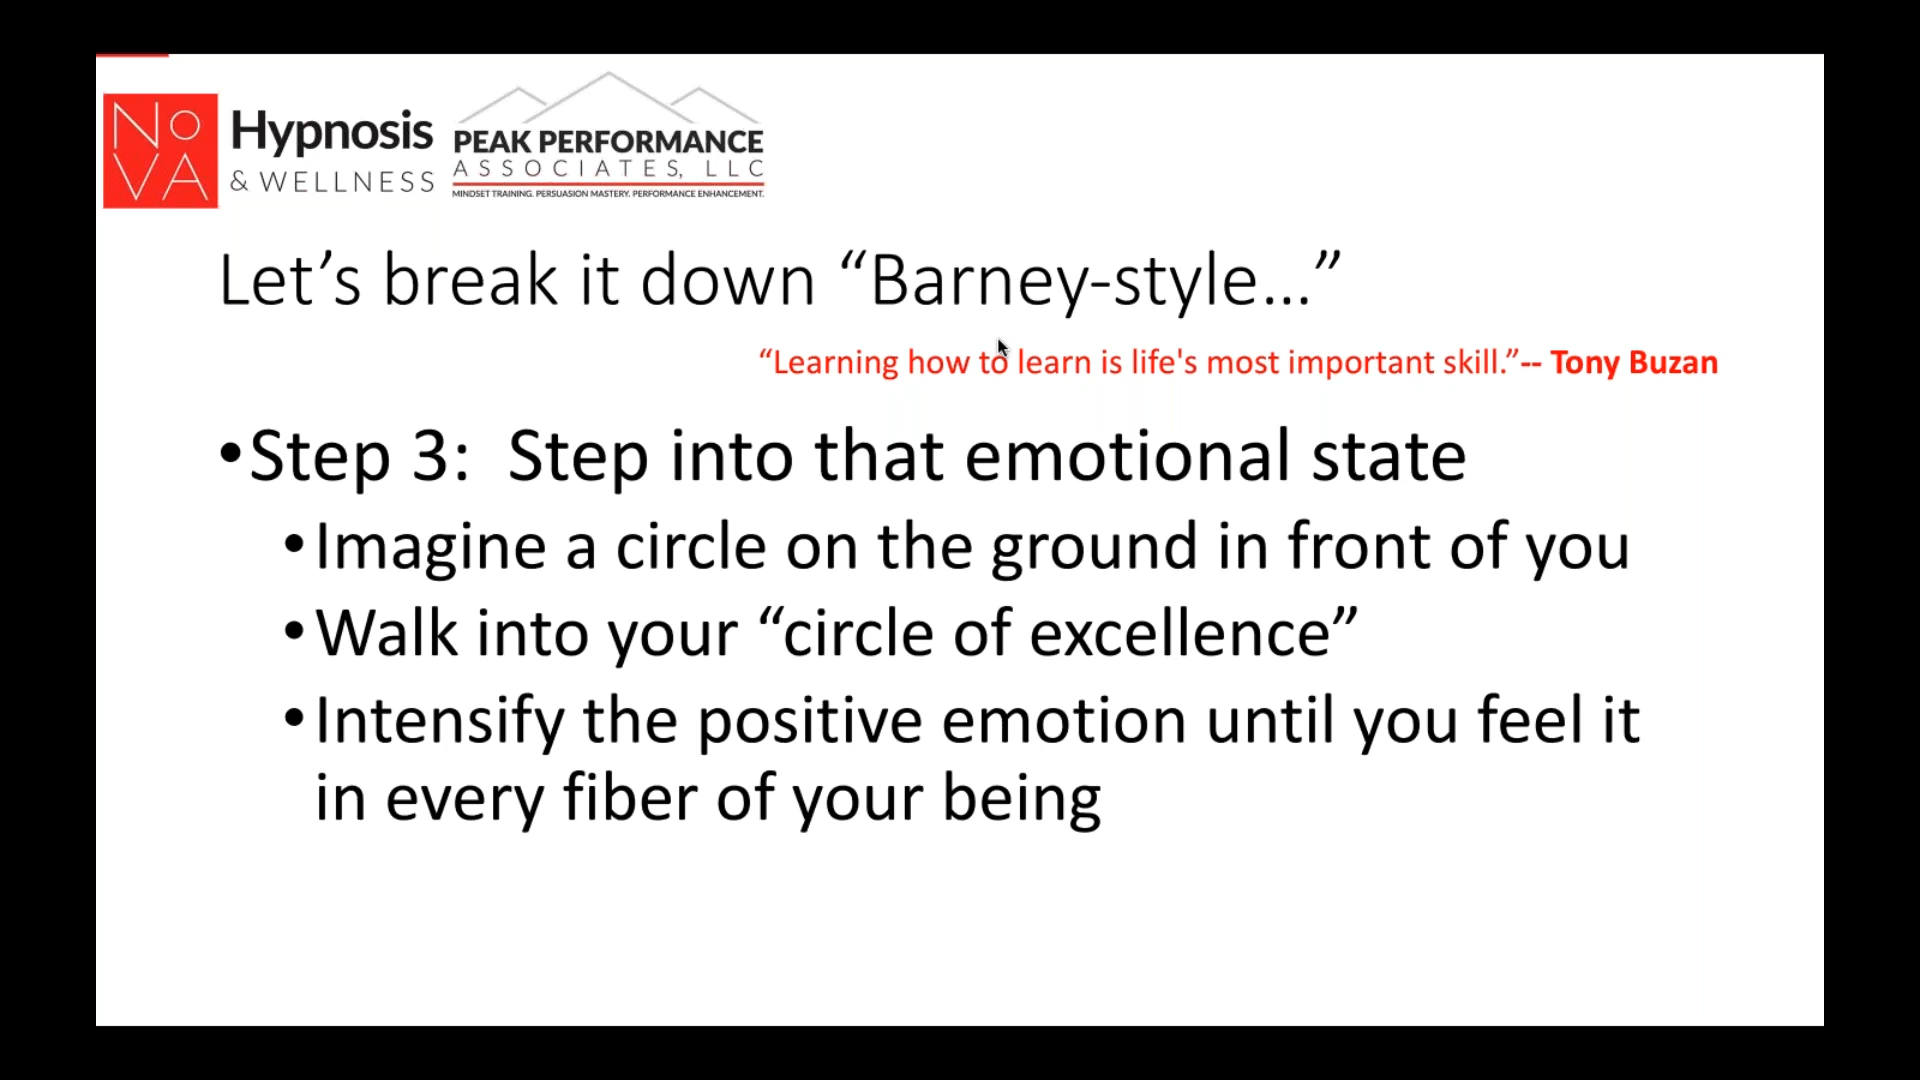 NoVA
Hypnosis
& WELLNESS
PEAK PERFORMANCE
ASSOCIATES, LLC
MINDSET TRAINING. PERSUASION MASTERY. PERFORMANCE ENHANCEMENT.
Let’s break it down “Barney-style…”
“Learning how to learn is life's most important skill.”-- Tony Buzan
•Step 3:  Step into that emotional state
•Imagine a circle on the ground in front of you
•Walk into your “circle of excellence”
•Intensify the positive emotion until you feel it
in every fiber of your being